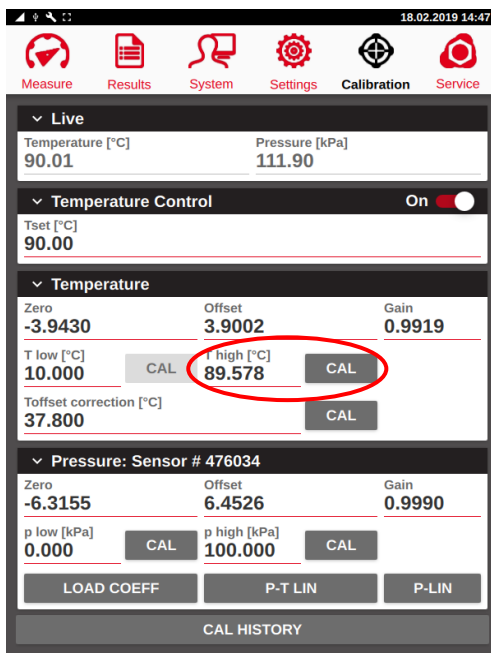 18.02.2019 14:47
Measure Results System Settings Calibration Service
Live
Temperature [°C] Pressure [kPa]
90.01 111.90
Temperature Control On
Tset [°C]
90.00
Temperature
Zero Offset Gain
-3.9430 3.9002 0.9919
T low [°C] T high [°C]
10.000 CAL 89.578 CAL
Toffset correction [°C]
37.800 CAL
Pressure: Sensor # 476034
Zero Offset Gain
-6.3155 6.4526 0.9990
p low [kPa] p high [kPa]
0.000 CAL 100.000 CAL
LOAD COEFF P-T LIN P-LIN
CAL HISTORY